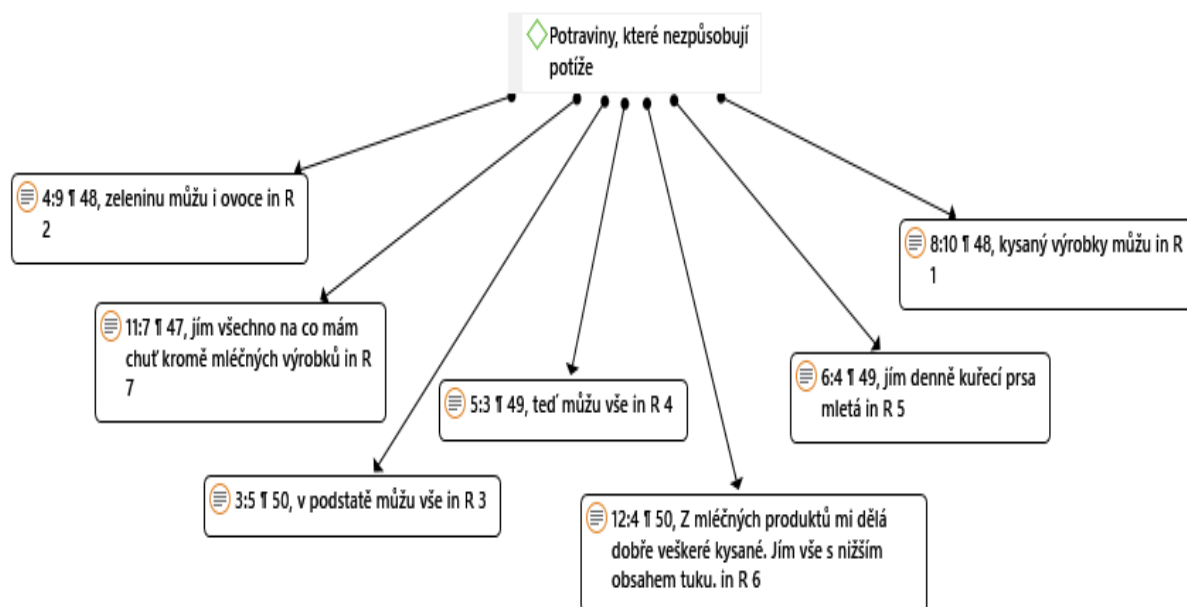 Potraviny, které nezpůsobují
potíže
4:9 ¶ 48, zeleninu můžu i ovoce in R
2
8:10 ¶ 48, kysaný výrobky můžu in R
1
11:7 ¶ 47, jím všechno na co mám
chuť kromě mléčných výrobků in R
7
6:4 ¶ 49, jím denně kuřecí prsa
mletá in R 5
5:3 ¶ 49, teď můžu vše in R 4
3:5 ¶ 50, v podstatě můžu vše in R 3
12:4 ¶ 50, Z mléčných produktů mi dělá
dobře veškeré kysané. Jím vše s nižším
obsahem tuku. in R 6